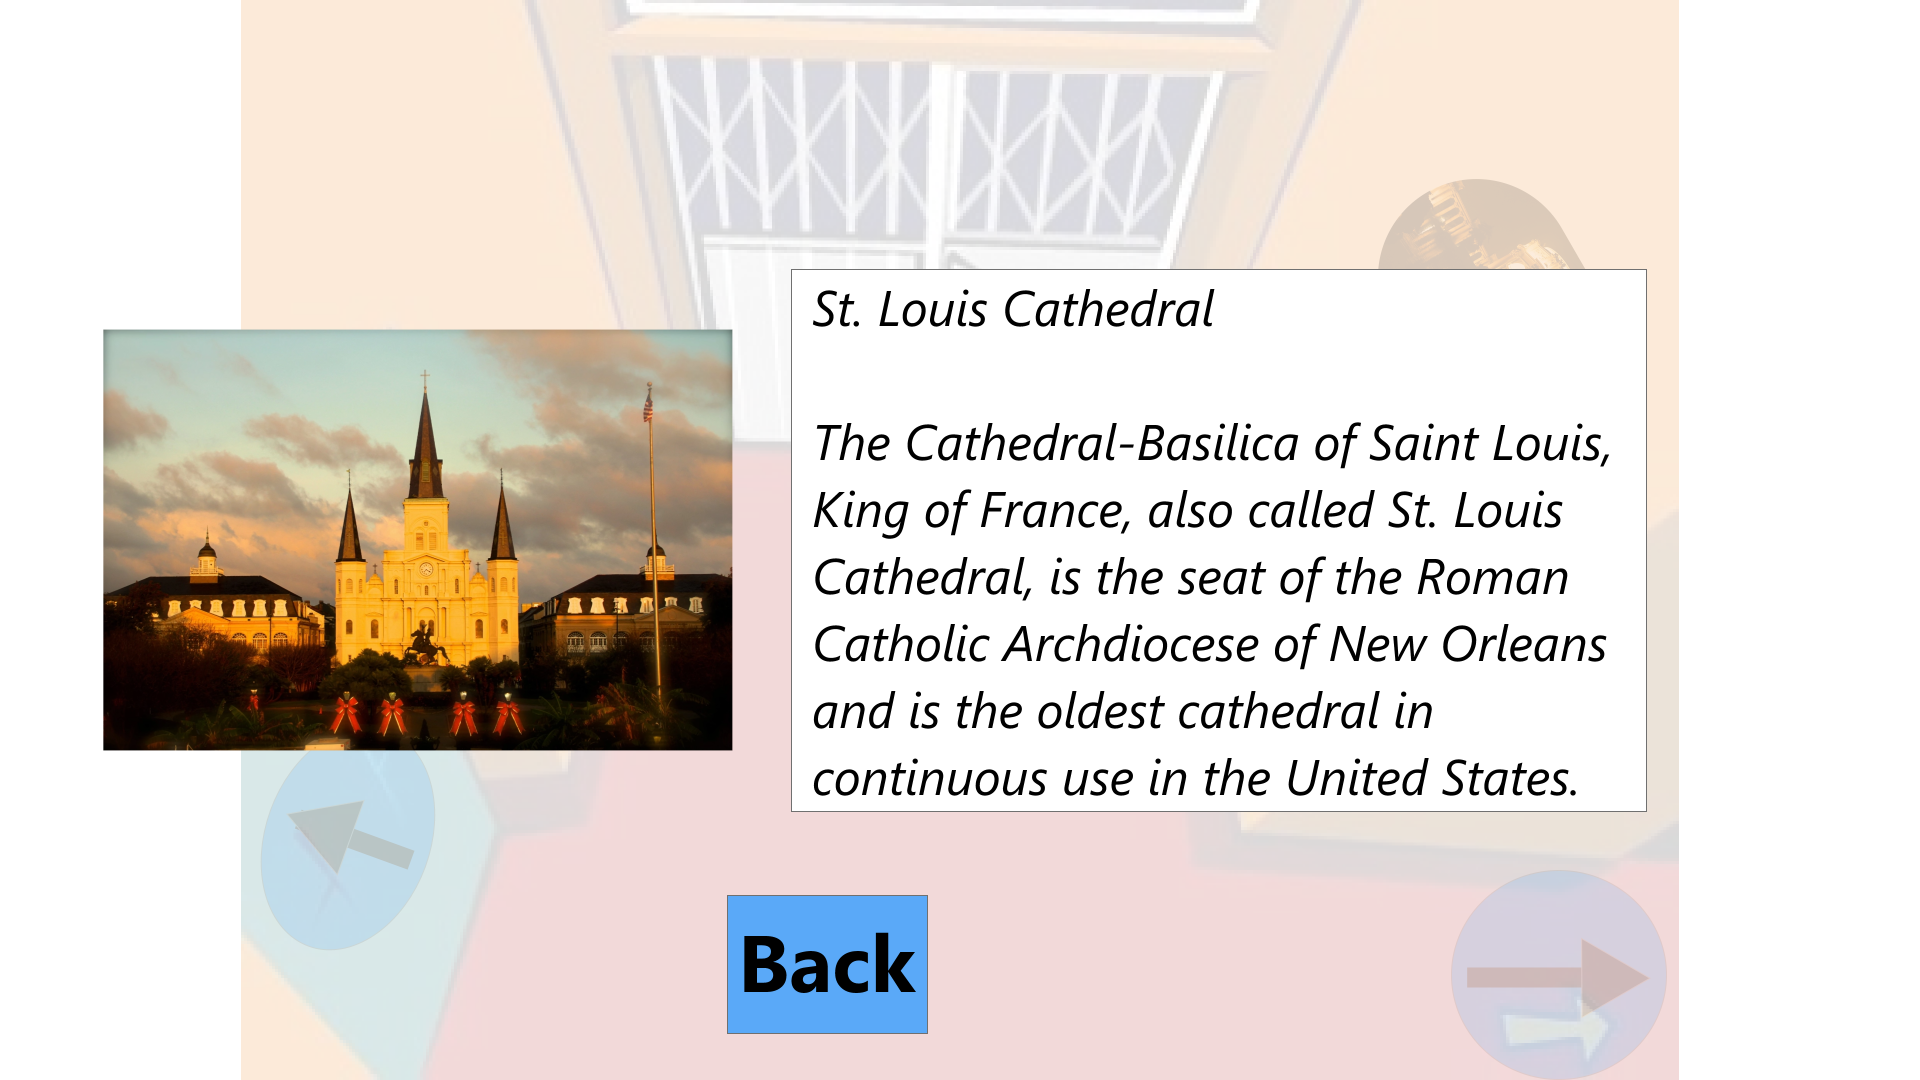 St. Louis Cathedral
The Cathedral-Basilica of Saint Louis,
King of France, also called St. Louis
Cathedral, is the seat of the Roman
Catholic Archdiocese of New Orleans
and is the oldest cathedral in
continuous use in the United States.
Back